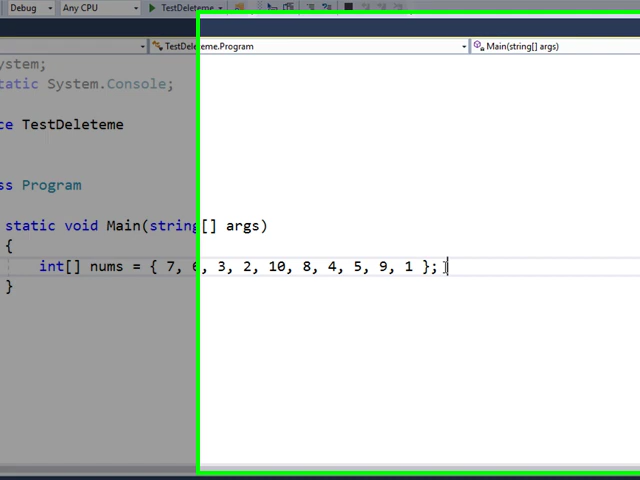 Debug Any CPU TestDeleteme
TestDeleteme.Program Main(string[] args)
ystem;
tatic System.Console;
ce TestDeleteme
ss Program
static void Main(string[] args)
{
int[] nums = { 7, 6, 3, 2, 10, 8, 4, 5, 9, 1 };
}